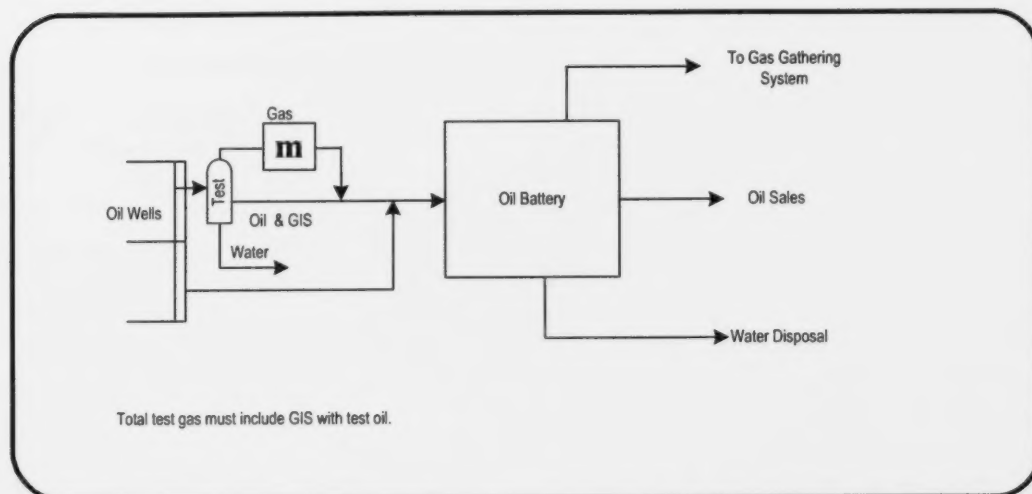 To Gas Gathering
System
Gas
m
Test
Oil Wells
Oil & GIS
Water
Oil Battery
Oil Sales
Water Disposal
Total test gas must include GIS with test oil.